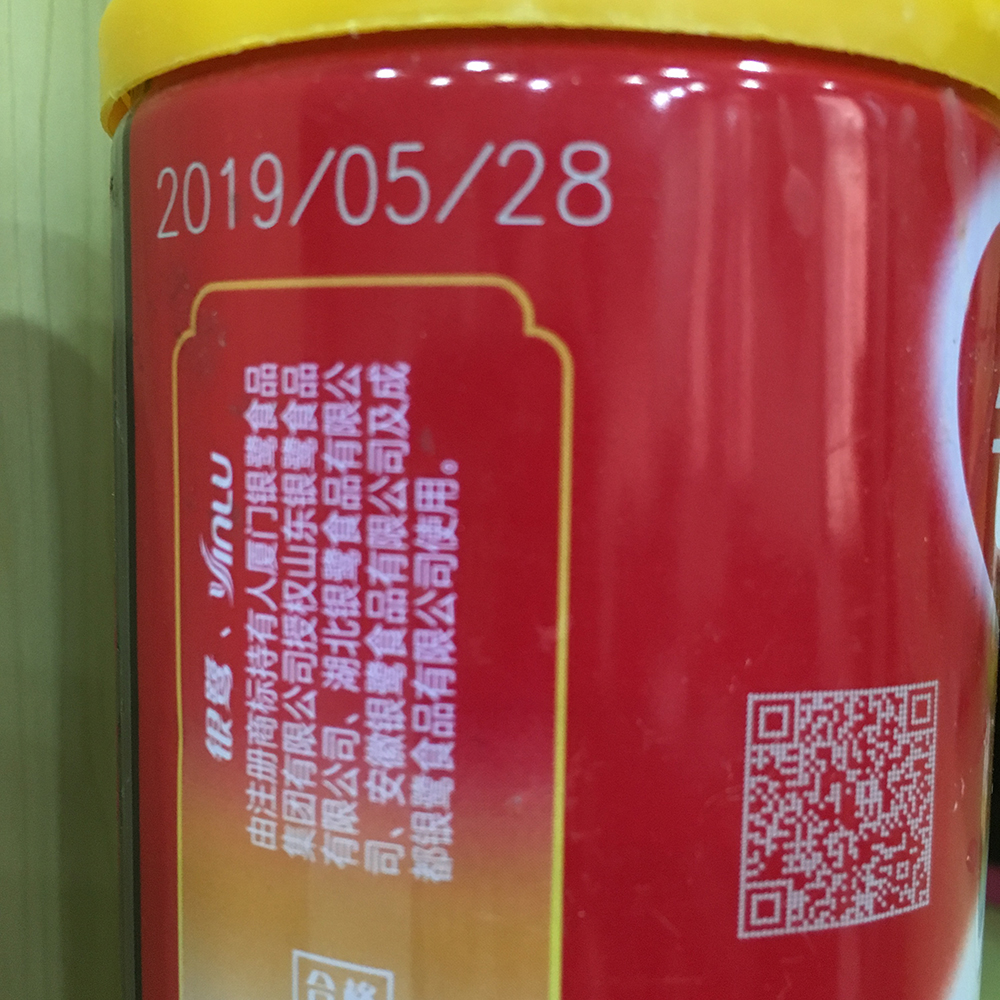 2019/05/28
银鹭、YINLU
由注册商标持有人厦门银鹭食品
集团有限公司授权山东银鹭食品
有限公司、湖北银鹭食品有限公
司、安徽银鹭食品有限公司及成
都银鹭食品有限公司使用。